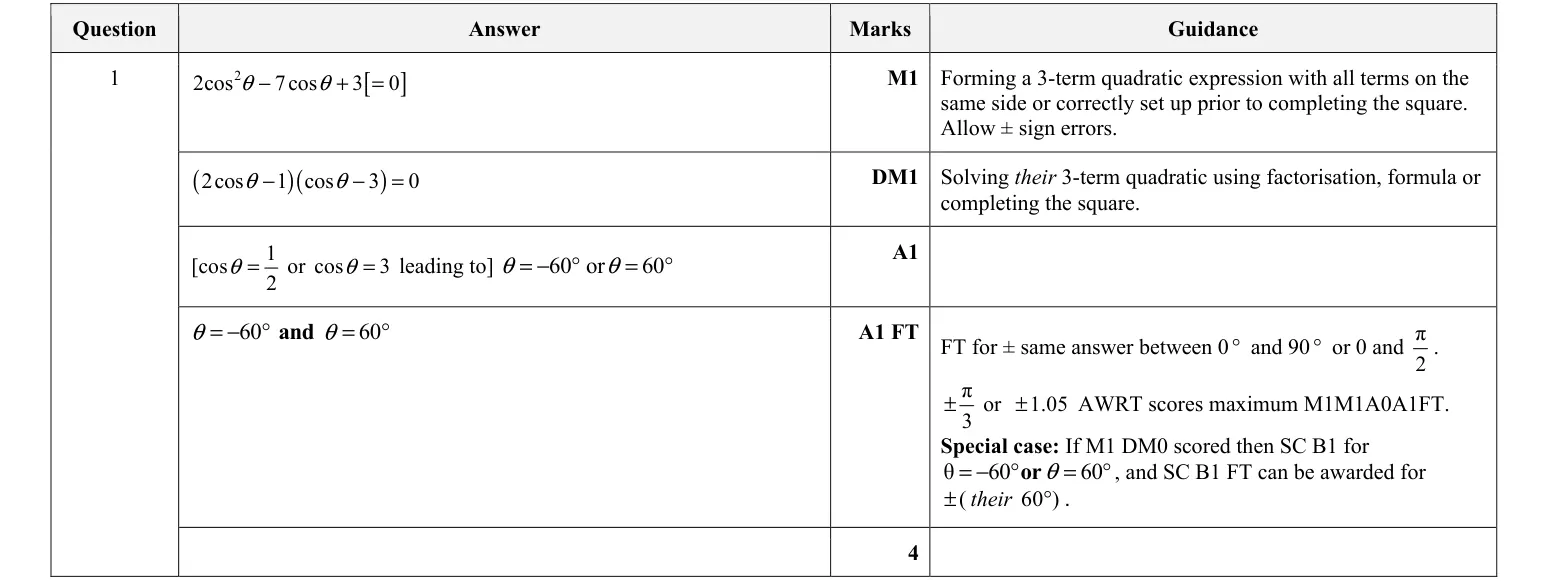 Question Answer Marks Guidance
1 2cos²θ − 7cosθ + 3[= 0] M1 Forming a 3-term quadratic expression with all terms on the
same side or correctly set up prior to completing the square.
Allow ± sign errors.
(2cosθ − 1)(cosθ − 3) = 0 DM1 Solving their 3-term quadratic using factorisation, formula or
completing the square.
[cosθ = 1/2 or cosθ = 3 leading to] θ = −60° or θ = 60° A1
θ = −60° and θ = 60° A1 FT
FT for ± same answer between 0° and 90° or 0 and π/2.
±π/3 or ±1.05 AWRT scores maximum M1M1A0A1FT.
Special case: If M1 DM0 scored then SC B1 for
θ = −60° or θ = 60°, and SC B1 FT can be awarded for
±(their 60°).
4